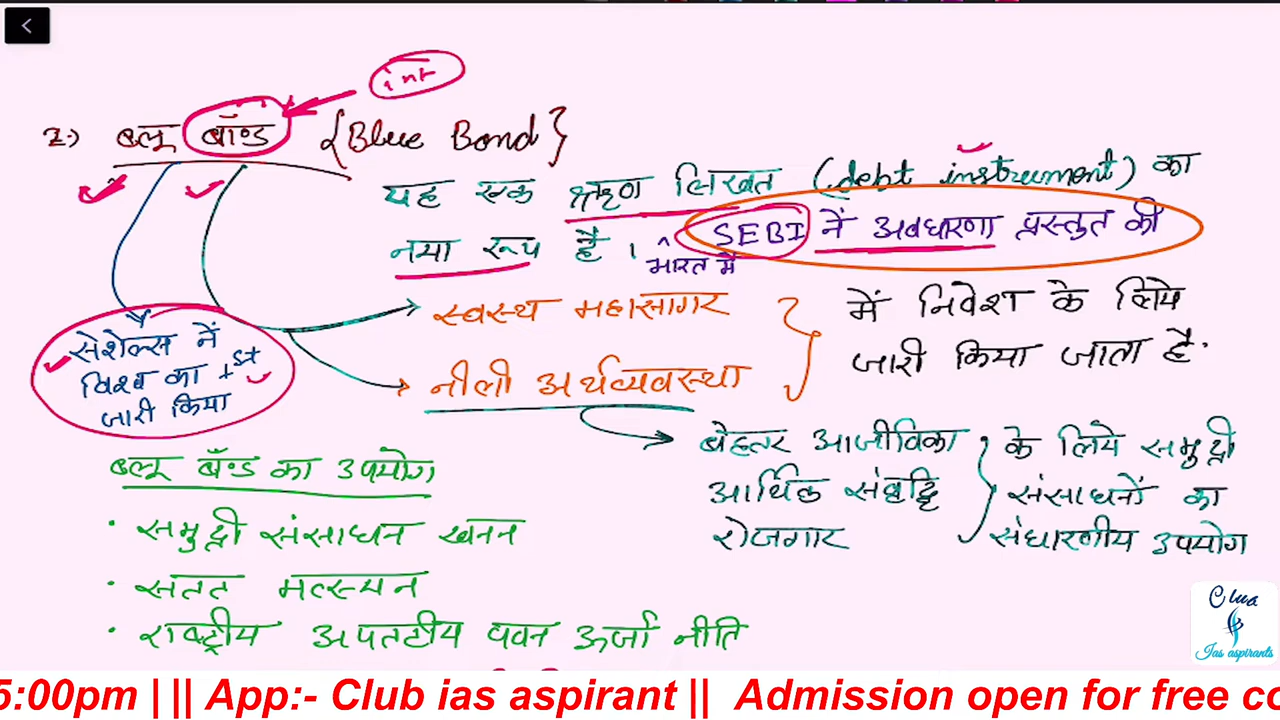 int
2.) ब्लू बॉण्ड {Blue Bond}
यह एक ऋण लिखत (debt instrument) का
नया रूप है । भारत में SEBI ने अवधारणा प्रस्तुत की
स्वस्थ महासागर
नीली अर्थव्यवस्था
में निवेश के लिये
जारी किया जाता है.
सेशेल्स ने
विश्व का 1st
जारी किया
बेहतर आजीविका
आर्थिक संवृद्धि
रोजगार
के लिये समुद्री
संसाधनों का
संधारणीय उपयोग
ब्लू बॉण्ड का उपयोग
· समुद्री संसाधन खनन
· सतत मत्स्यन
· राष्ट्रीय अपतटीय पवन ऊर्जा नीति
Club
Ias aspirants
5:00pm | || App:- Club ias aspirant || Admission open for free co